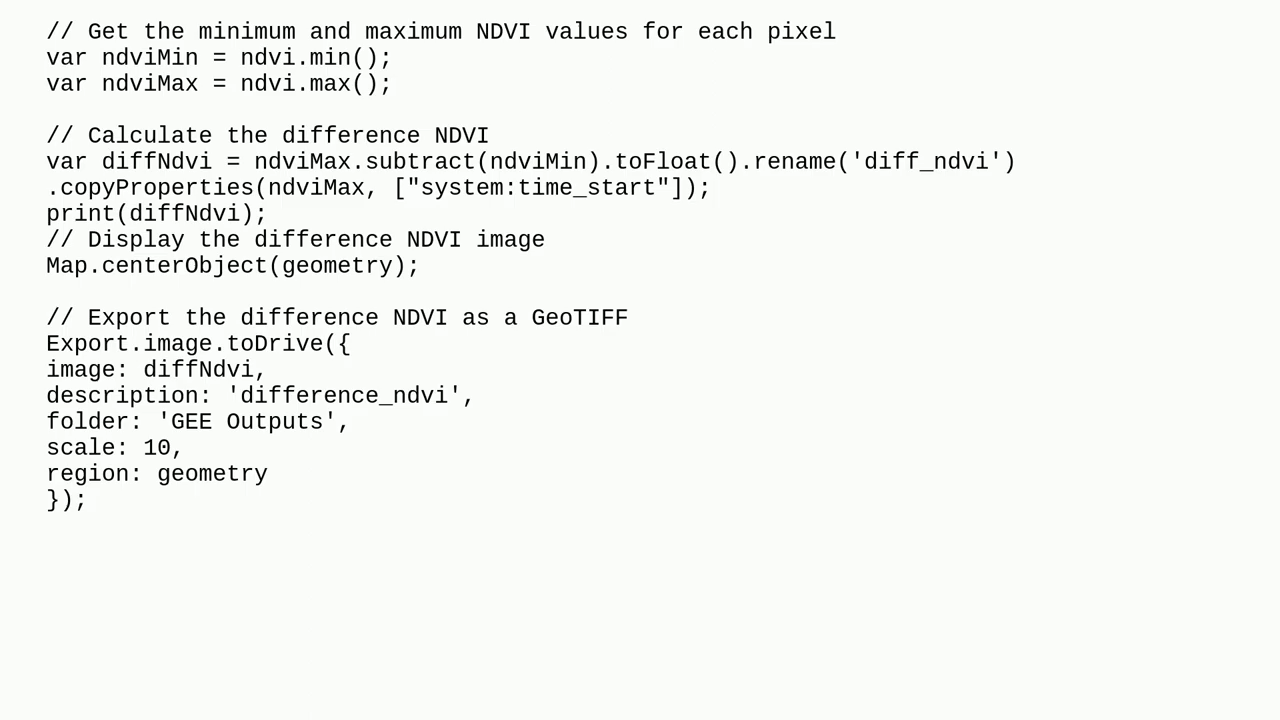 // Get the minimum and maximum NDVI values for each pixel
var ndviMin = ndvi.min();
var ndviMax = ndvi.max();
// Calculate the difference NDVI
var diffNdvi = ndviMax.subtract(ndviMin).toFloat().rename('diff_ndvi')
.copyProperties(ndviMax, ["system:time_start"]);
print(diffNdvi);
// Display the difference NDVI image
Map.centerObject(geometry);
// Export the difference NDVI as a GeoTIFF
Export.image.toDrive({
image: diffNdvi,
description: 'difference_ndvi',
folder: 'GEE Outputs',
scale: 10,
region: geometry
});